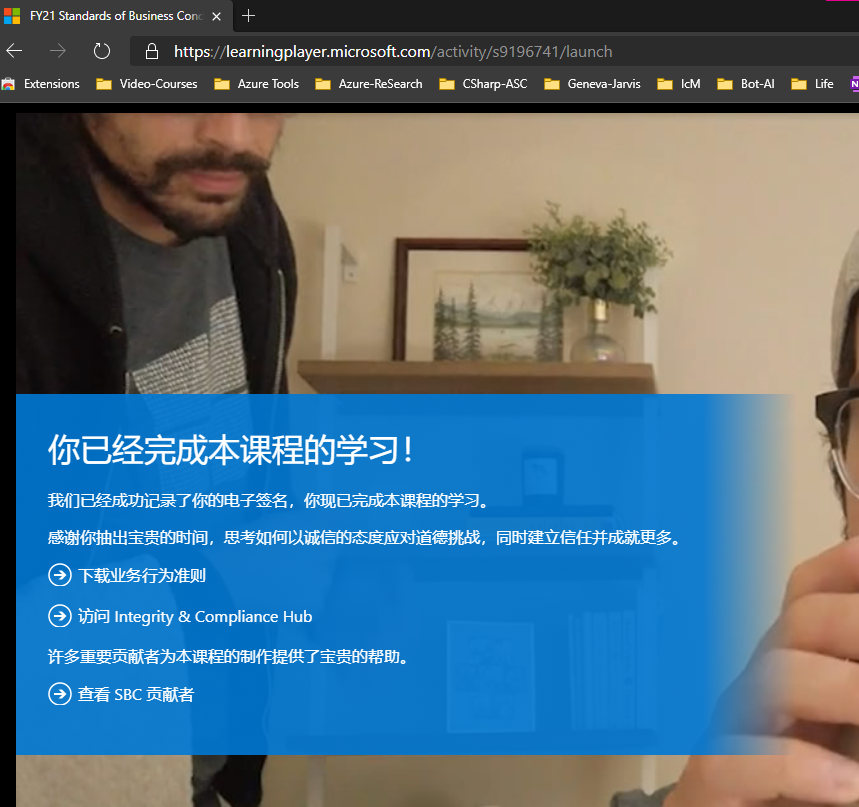 FY21 Standards of Business Conc
https://learningplayer.microsoft.com/activity/s9196741/launch
Extensions Video-Courses Azure Tools Azure-ReSearch CSharp-ASC Geneva-Jarvis IcM Bot-AI Life N
你已经完成本课程的学习！
我们已经成功记录了你的电子签名，你现已完成本课程的学习。
感谢你抽出宝贵的时间，思考如何以诚信的态度应对道德挑战，同时建立信任并成就更多。
下载业务行为准则
访问 Integrity & Compliance Hub
许多重要贡献者为本课程的制作提供了宝贵的帮助。
查看 SBC 贡献者